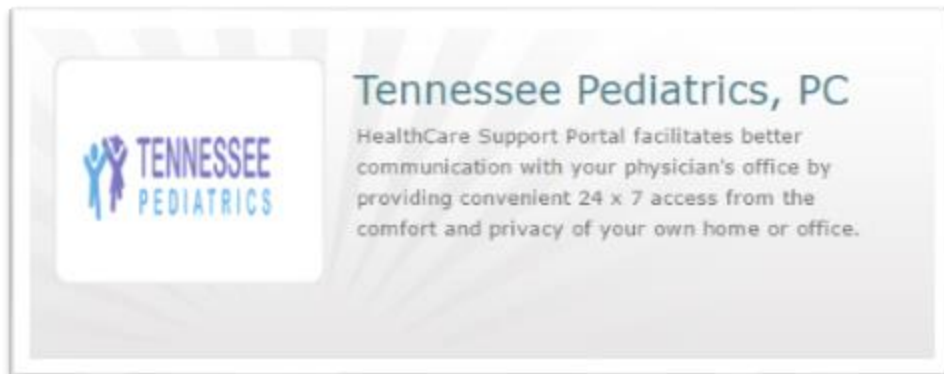 TENNESSEE
PEDIATRICS
Tennessee Pediatrics, PC
HealthCare Support Portal facilitates better
communication with your physician's office by
providing convenient 24 x 7 access from the
comfort and privacy of your own home or office.